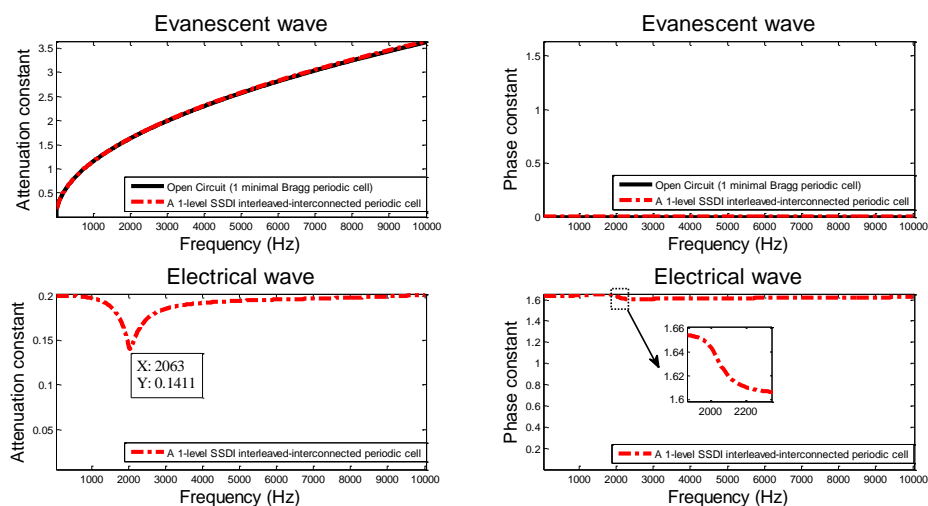 Evanescent wave
Attenuation constant
3.5
3
2.5
2
1.5
1
0.5
1000 2000 3000 4000 5000 6000 7000 8000 9000 10000
Open Circuit (1 minimal Bragg periodic cell)
A 1-level SSDI interleaved-interconnected periodic cell
Frequency (Hz)
Evanescent wave
Phase constant
1.5
1
0.5
0
1000 2000 3000 4000 5000 6000 7000 8000 9000 10000
Open Circuit (1 minimal Bragg periodic cell)
A 1-level SSDI interleaved-interconnected periodic cell
Frequency (Hz)
Electrical wave
Attenuation constant
0.2
0.15
0.1
0.05
X: 2063
Y: 0.1411
A 1-level SSDI interleaved-interconnected periodic cell
1000 2000 3000 4000 5000 6000 7000 8000 9000 10000
Frequency (Hz)
Electrical wave
Phase constant
1.6
1.4
1.2
1
0.8
0.6
0.4
0.2
1.66
1.64
1.62
1.6
2000 2200
A 1-level SSDI interleaved-interconnected periodic cell
1000 2000 3000 4000 5000 6000 7000 8000 9000 10000
Frequency (Hz)